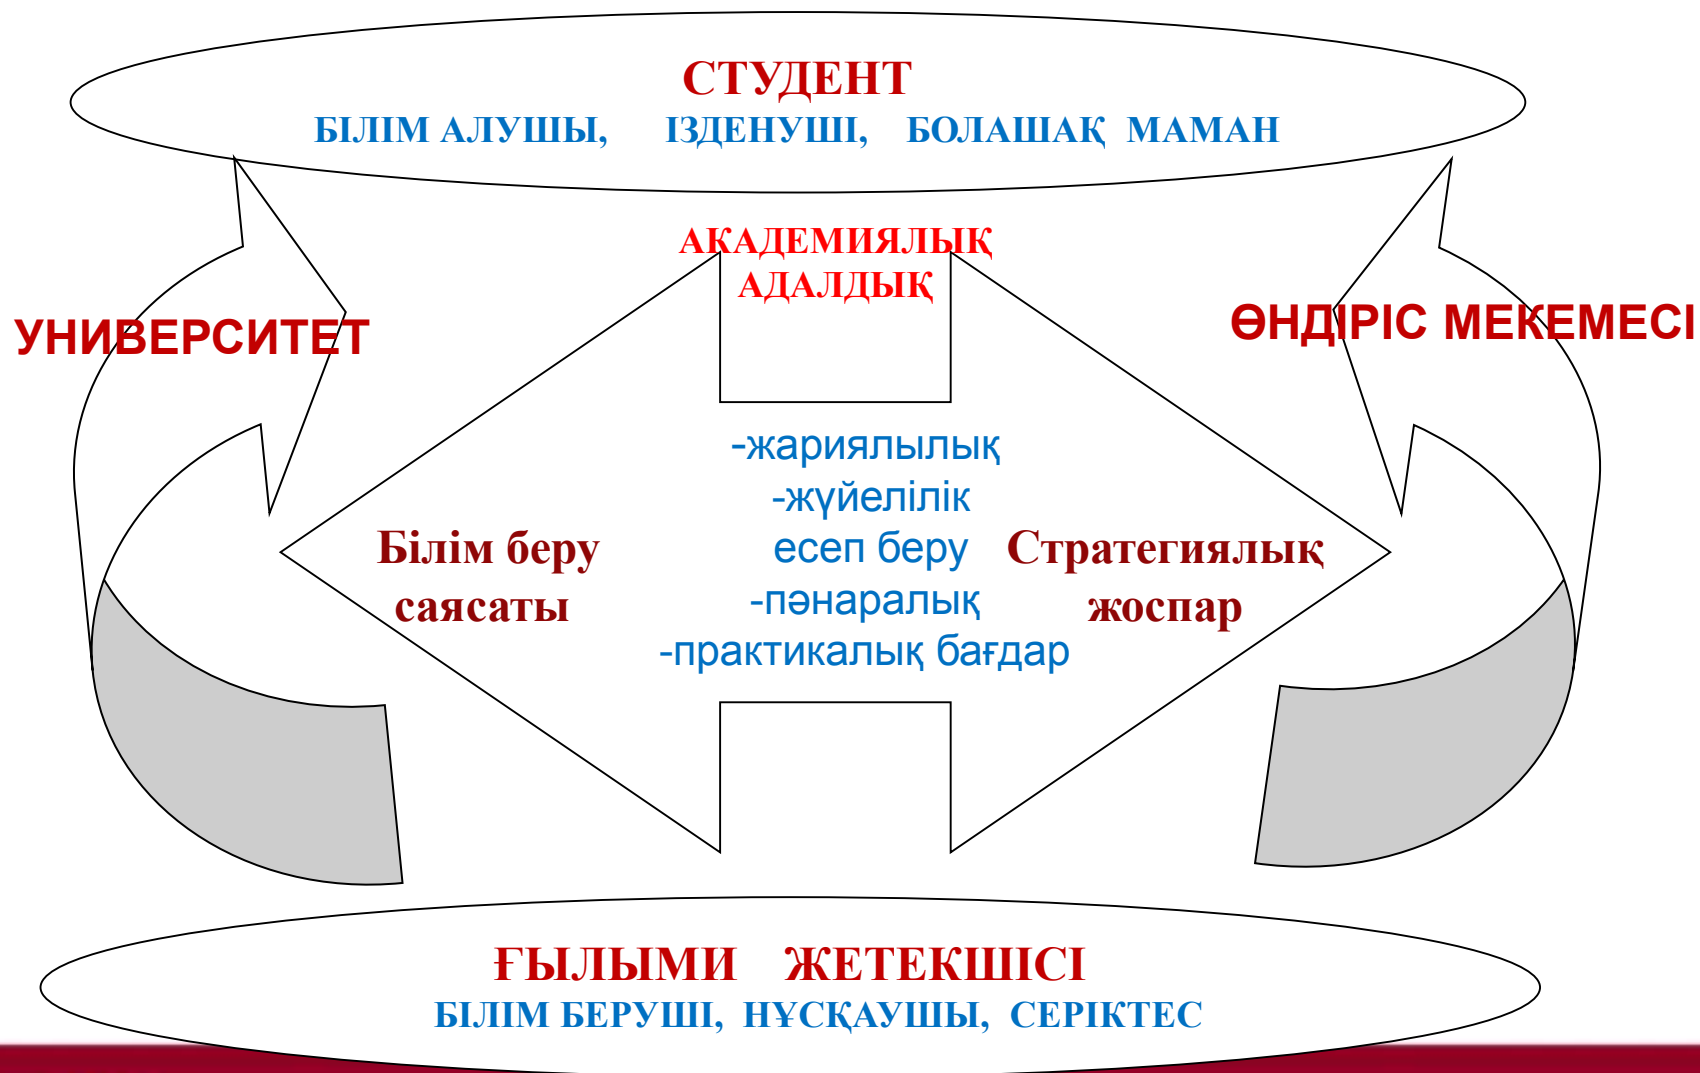 СТУДЕНТ
БІЛІМ АЛУШЫ, ІЗДЕНУШІ, БОЛАШАҚ МАМАН
АКАДЕМИЯЛЫҚ
АДАЛДЫҚ
УНИВЕРСИТЕТ
ӨНДІРІС МЕКЕМЕСІ
-жариялылық
-жүйелілік
есеп беру
-пәнаралық
-практикалық бағдар
Білім беру
саясаты
Стратегиялық
жоспар
ҒЫЛЫМИ ЖЕТЕКШІСІ
БІЛІМ БЕРУШІ, НҰСҚАУШЫ, СЕРІКТЕС